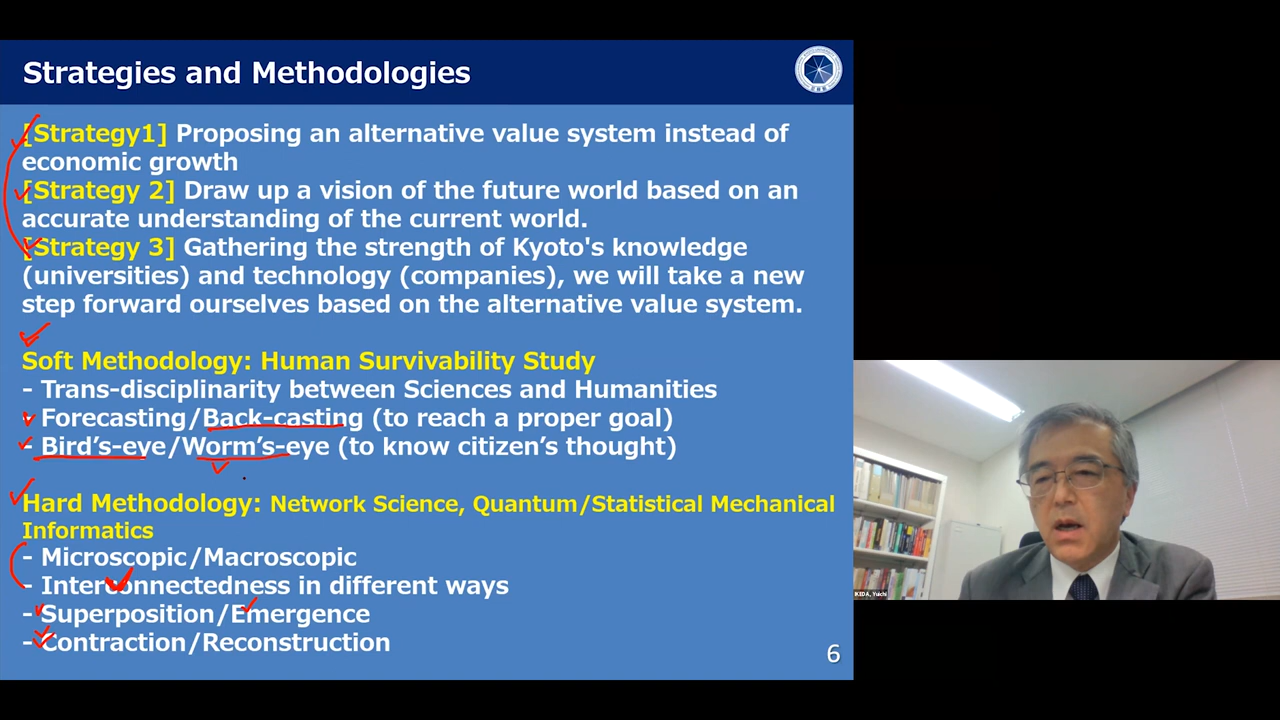 Strategies and Methodologies
[Strategy1] Proposing an alternative value system instead of
economic growth
[Strategy 2] Draw up a vision of the future world based on an
accurate understanding of the current world.
[Strategy 3] Gathering the strength of Kyoto's knowledge
(universities) and technology (companies), we will take a new
step forward ourselves based on the alternative value system.
Soft Methodology: Human Survivability Study
- Trans-disciplinarity between Sciences and Humanities
- Forecasting/Back-casting (to reach a proper goal)
- Bird’s-eye/Worm’s-eye (to know citizen’s thought)
Hard Methodology: Network Science, Quantum/Statistical Mechanical
Informatics
- Microscopic/Macroscopic
- Interconnectedness in different ways
- Superposition/Emergence
- Contraction/Reconstruction
6
IKEDA, Yuichi